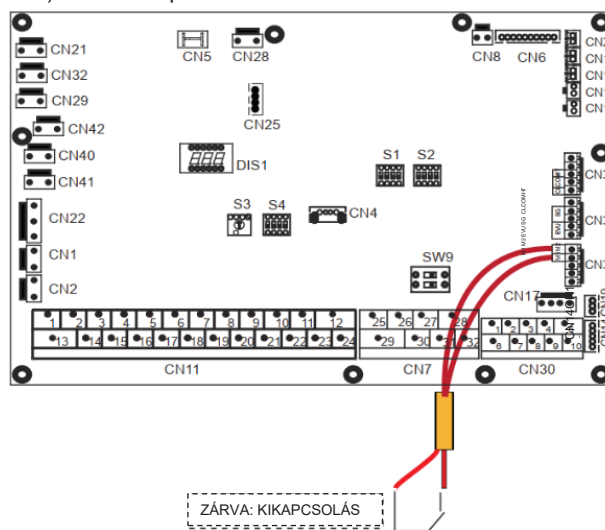 CN21
CN5
CN28
CN8
CN6
CN32
CN29
CN25
CN42
DIS1
S1
S2
CN40
CN41
S3
S4
CN4
CN22
SW9
CN1
CN17
CN2
1 2 3 4 5 6 7 8 9 10 11 12
13 14 15 16 17 18 19 20 21 22 23 24
25 26 27 28
29 30 31 32
1 2 3 4 5
6 7 8 9 10
CN11
CN7
CN30
ZÁRVA: KIKAPCSOLÁS